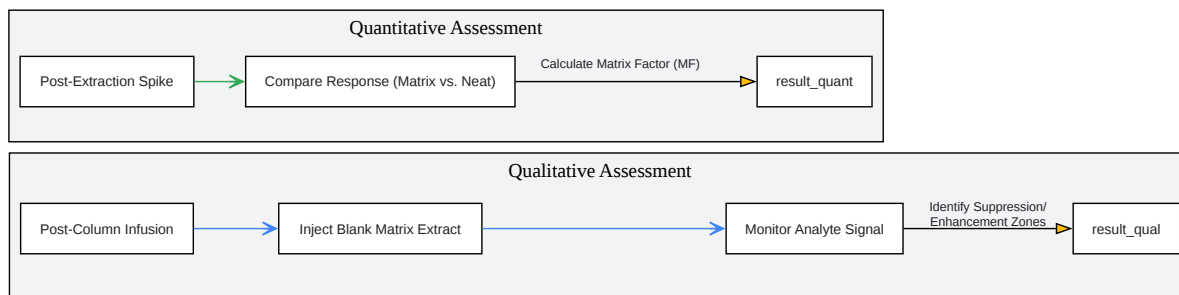 Quantitative Assessment
Post-Extraction Spike
Compare Response (Matrix vs. Neat)
Calculate Matrix Factor (MF)
result_quant
Qualitative Assessment
Post-Column Infusion
Inject Blank Matrix Extract
Monitor Analyte Signal
Identify Suppression/
Enhancement Zones
result_qual